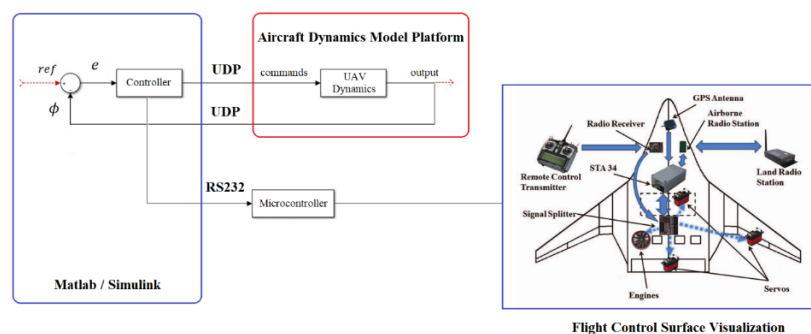 Aircraft Dynamics Model Platform
ref
e
Controller
UDP
commands
UAV
Dynamics
output
ϕ
UDP
RS232
Microcontroller
Matlab / Simulink
GPS Antenna
Radio Receiver
Airborne
Radio Station
STA 34
Remote Control
Transmitter
Land Radio
Station
Signal Splitter
Engines
Servos
Flight Control Surface Visualization